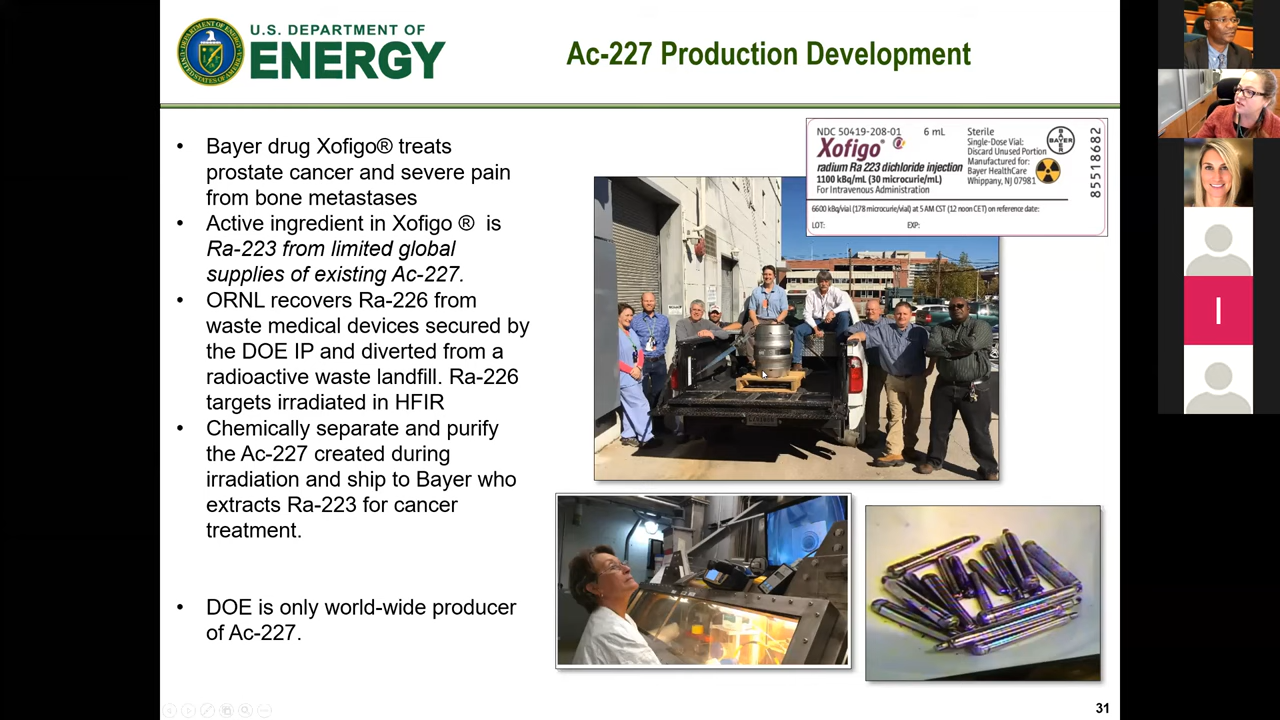 U.S. DEPARTMENT OF
ENERGY
Ac-227 Production Development
• Bayer drug Xofigo® treats
prostate cancer and severe pain
from bone metastases
• Active ingredient in Xofigo ® is
Ra-223 from limited global
supplies of existing Ac-227.
• ORNL recovers Ra-226 from
waste medical devices secured by
the DOE IP and diverted from a
radioactive waste landfill. Ra-226
targets irradiated in HFIR
• Chemically separate and purify
the Ac-227 created during
irradiation and ship to Bayer who
extracts Ra-223 for cancer
treatment.
• DOE is only world-wide producer
of Ac-227.
NDC 50419-208-01 6 mL
Xofigo®
radium Ra 223 dichloride injection
1100 kBq/mL (30 microcurie/mL)
For Intravenous Administration
Sterile
Single-Dose Vial:
Discard Unused Portion
Manufactured for:
Bayer HealthCare
Whippany, NJ 07981
BAYER
85518682
6600 kBq/vial (178 microcurie/vial) at 5 AM CST (12 noon CET) on reference date:
LOT: EXP:
I
31